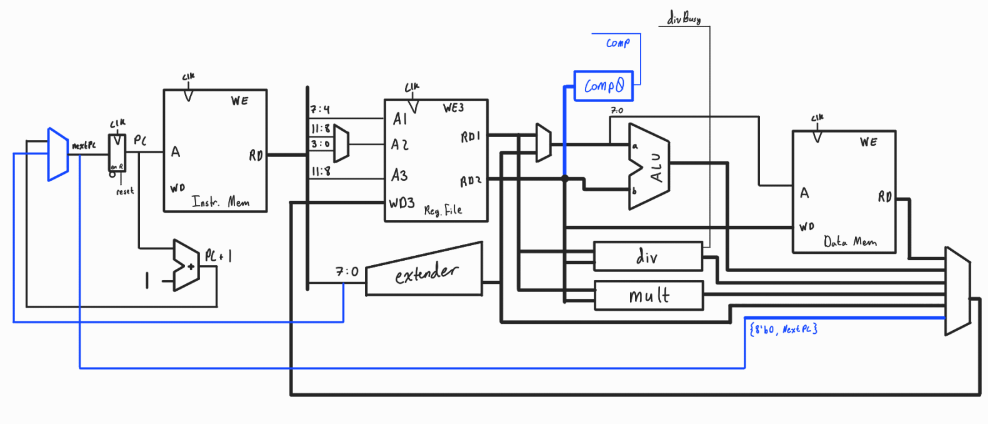 divBusy
comp
comp0
clk
WE
A
RD
WD
Instr. Mem
nextPC
clk
PC
en R
reset
PC+1
+
1
7:4
11:8
3:0
11:8
clk
WE3
A1
A2
A3
WD3
RD1
RD2
Reg. File
7:0
extender
7:0
a
b
ALU
div
mult
clk
WE
A
RD
WD
Data Mem
{8'b0, NextPC}